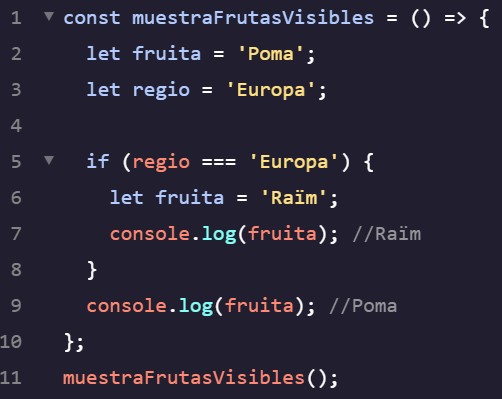 1 const muestraFrutasVisibles = () => {
2 let fruita = 'Poma';
3 let regio = 'Europa';
4
5 if (regio === 'Europa') {
6 let fruita = 'Raïm';
7 console.log(fruita); //Raïm
8 }
9 console.log(fruita); //Poma
10 };
11 muestraFrutasVisibles();